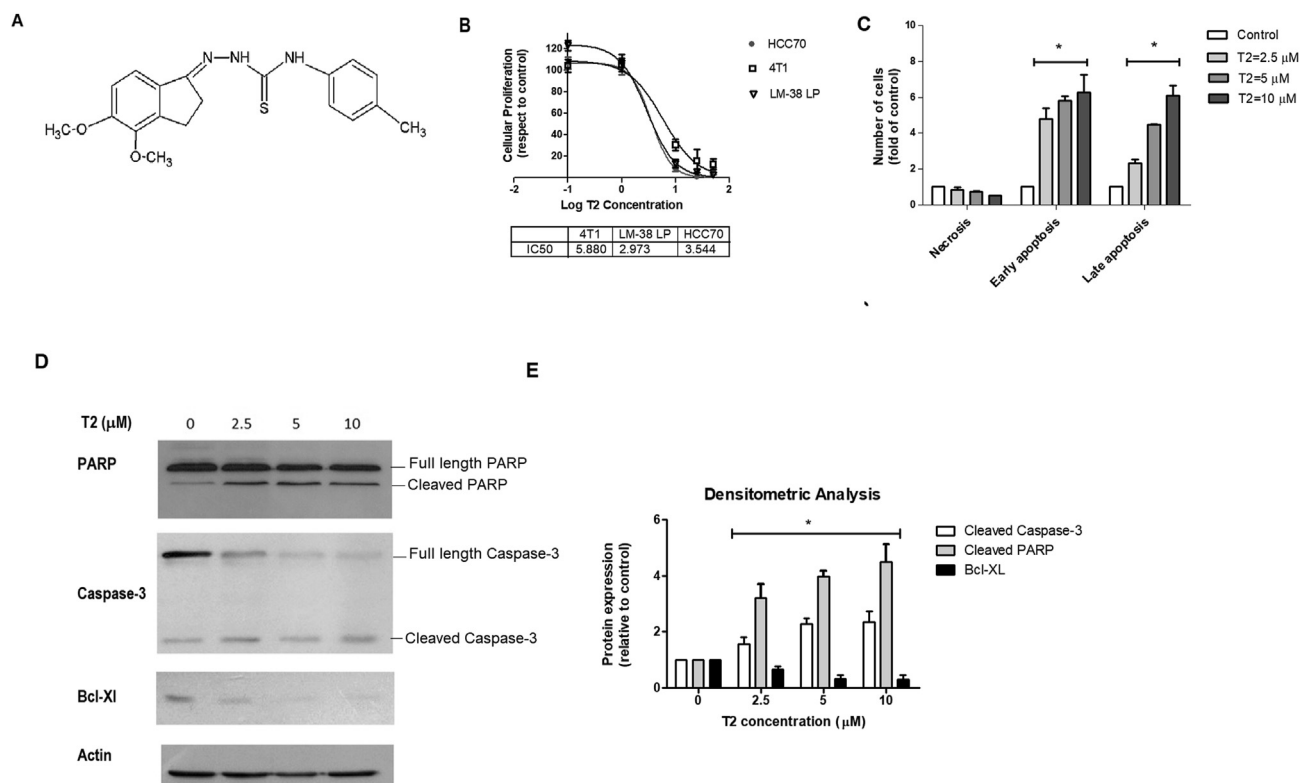 A
N
NH
NH
S
CH₃
H₃C
O
O
CH₃
B
Cellular Proliferation
(respect to control)
120
100
80
60
40
20
-2
-1
0
1
2
Log T2 Concentration
HCC70
4T1
LM-38 LP
4T1 LM-38 LP HCC70
IC50 5.880 2.973 3.544
C
Number of cells
(fold of control)
10
8
6
4
2
0
*
*
Necrosis
Early apoptosis
Late apoptosis
Control
T2=2.5 μM
T2=5 μM
T2=10 μM
D
T2 (μM) 0 2.5 5 10
PARP
Full length PARP
Cleaved PARP
Caspase-3
Full length Caspase-3
Cleaved Caspase-3
Bcl-Xl
Actin
E
Densitometric Analysis
Protein expression
(relative to control)
6
4
2
0
*
0 2.5 5 10
T2 concentration (μM)
Cleaved Caspase-3
Cleaved PARP
Bcl-XL